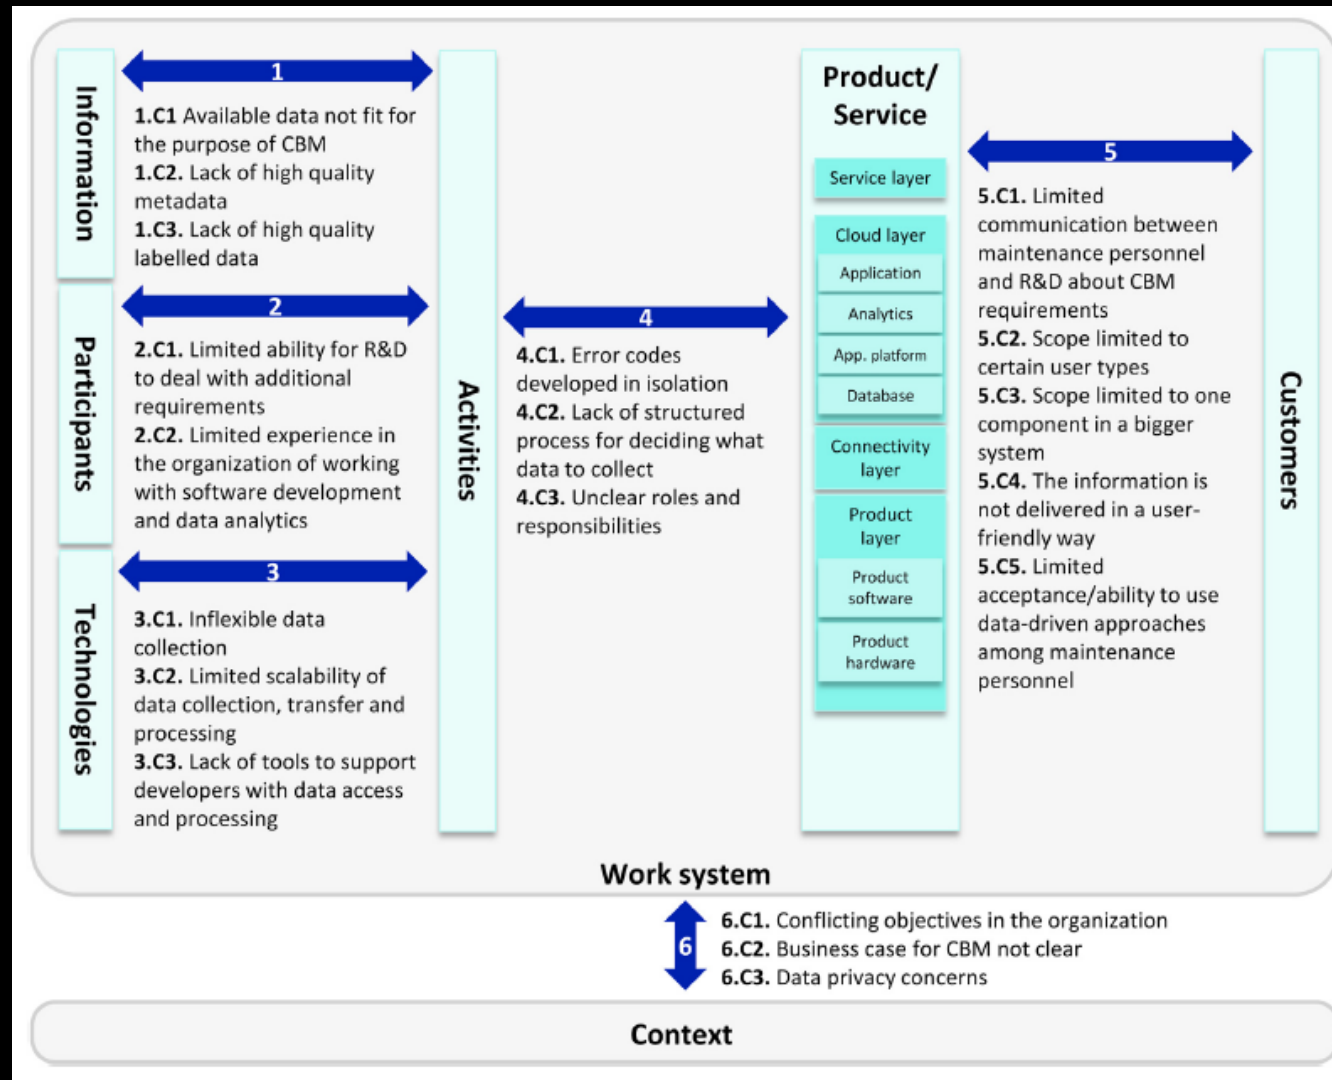 Information
1
1.C1 Available data not fit for
the purpose of CBM
1.C2. Lack of high quality
metadata
1.C3. Lack of high quality
labelled data
Participants
2
2.C1. Limited ability for R&D
to deal with additional
requirements
2.C2. Limited experience in
the organization of working
with software development
and data analytics
Technologies
3
3.C1. Inflexible data
collection
3.C2. Limited scalability of
data collection, transfer and
processing
3.C3. Lack of tools to support
developers with data access
and processing
Activities
4
4.C1. Error codes
developed in isolation
4.C2. Lack of structured
process for deciding what
data to collect
4.C3. Unclear roles and
responsibilities
Product/
Service
Service layer
Cloud layer
Application
Analytics
App. platform
Database
Connectivity
layer
Product
layer
Product
software
Product
hardware
5
5.C1. Limited
communication between
maintenance personnel
and R&D about CBM
requirements
5.C2. Scope limited to
certain user types
5.C3. Scope limited to one
component in a bigger
system
5.C4. The information is
not delivered in a user-
friendly way
5.C5. Limited
acceptance/ability to use
data-driven approaches
among maintenance
personnel
Customers
Work system
6
6.C1. Conflicting objectives in the organization
6.C2. Business case for CBM not clear
6.C3. Data privacy concerns
Context